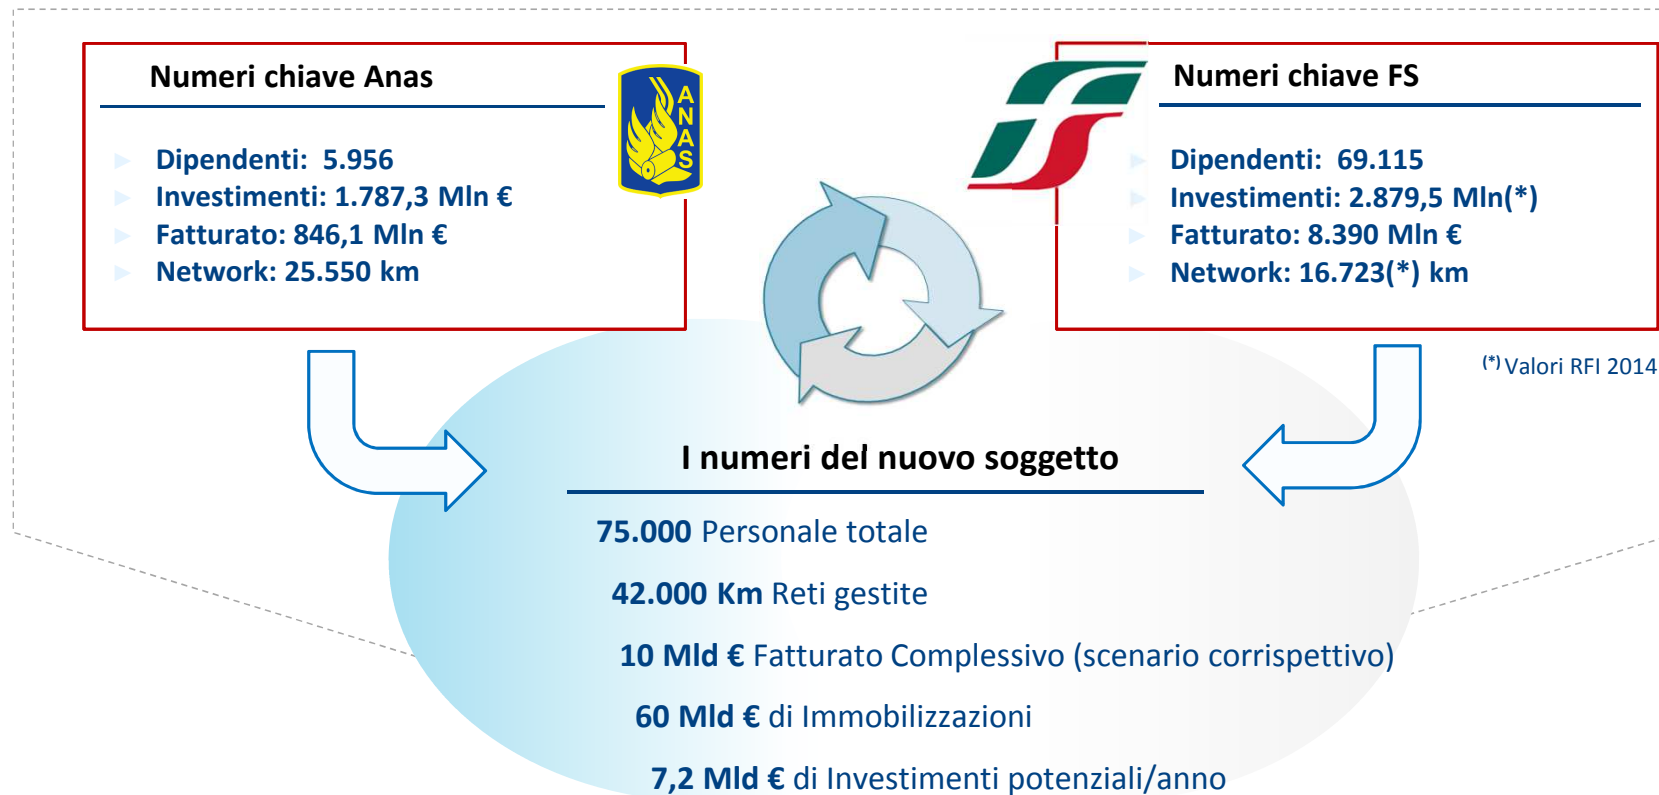 Numeri chiave Anas
ANAS
Dipendenti: 5.956
Investimenti: 1.787,3 Mln €
Fatturato: 846,1 Mln €
Network: 25.550 km
Numeri chiave FS
Dipendenti: 69.115
Investimenti: 2.879,5 Mln(*)
Fatturato: 8.390 Mln €
Network: 16.723(*) km
(*) Valori RFI 2014
I numeri del nuovo soggetto
75.000 Personale totale
42.000 Km Reti gestite
10 Mld € Fatturato Complessivo (scenario corrispettivo)
60 Mld € di Immobilizzazioni
7,2 Mld € di Investimenti potenziali/anno